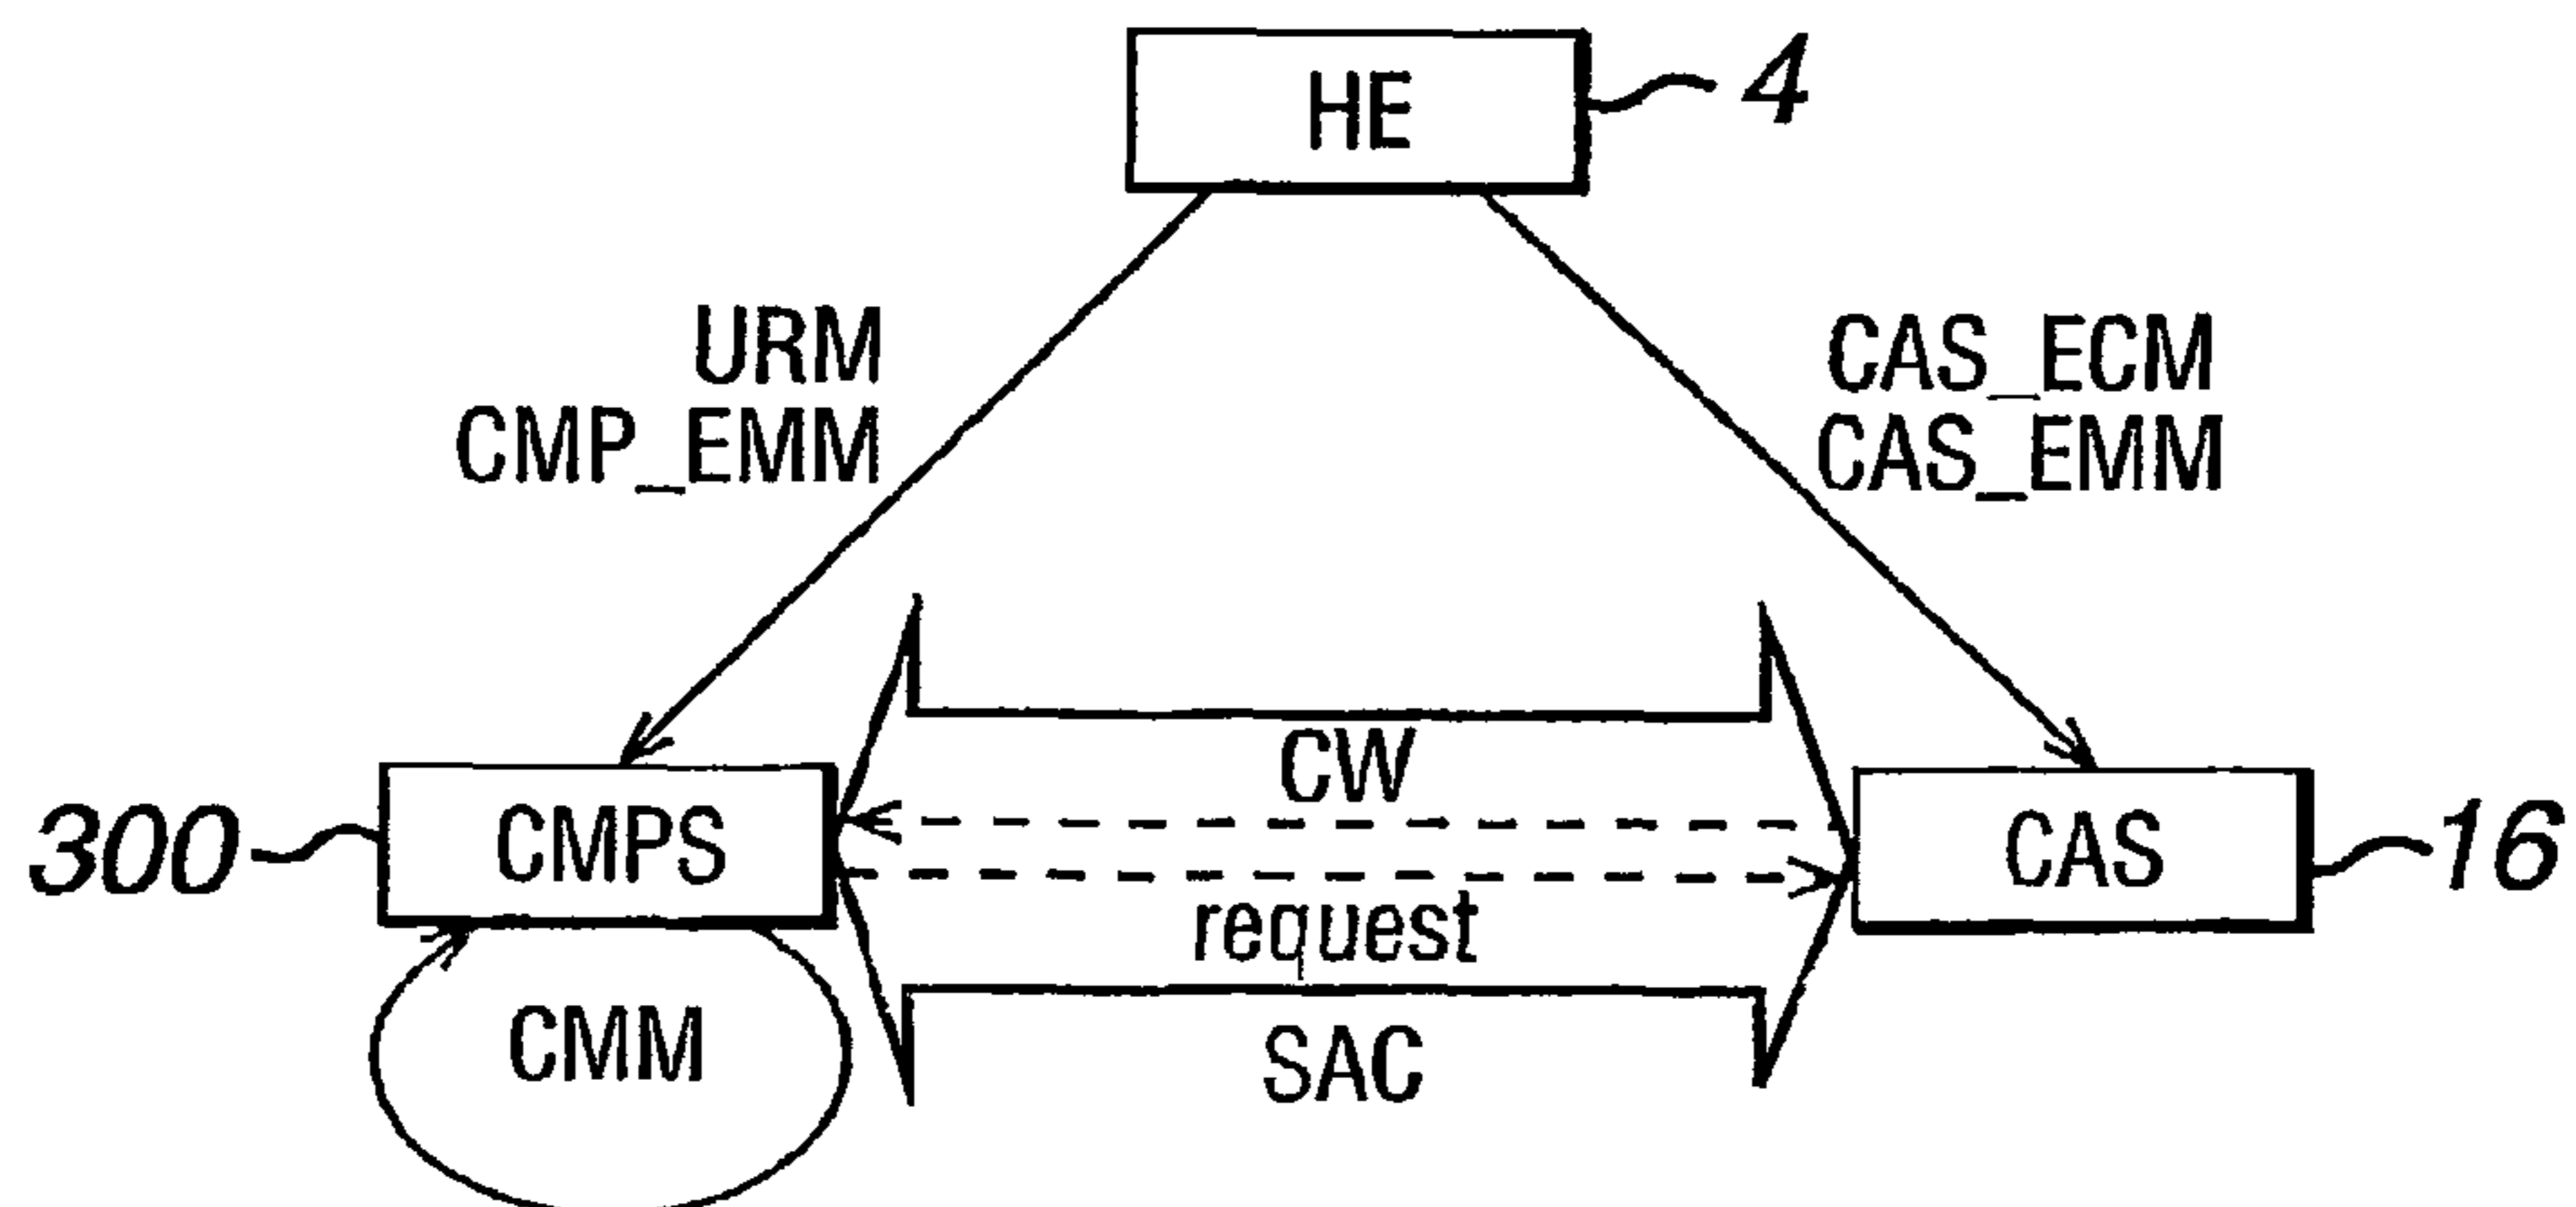 HE
4
URM
CMP_EMM
CAS_ECM
CAS_EMM
CW
300
CMPS
CAS
16
request
CMM
SAC